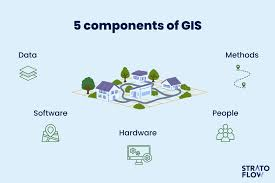 5 components of GIS
Data
Methods
Software
People
Hardware
STRATO
FLOW